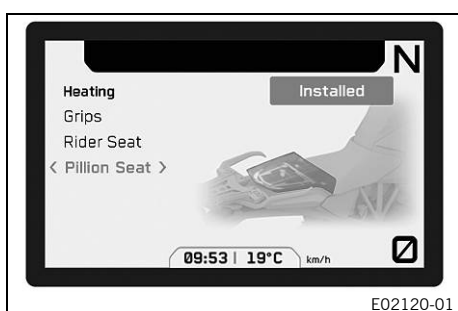 N
Heating
Installed
Grips
Rider Seat
< Pillion Seat >
09:53 | 19°C
km/h
0
E02120-01